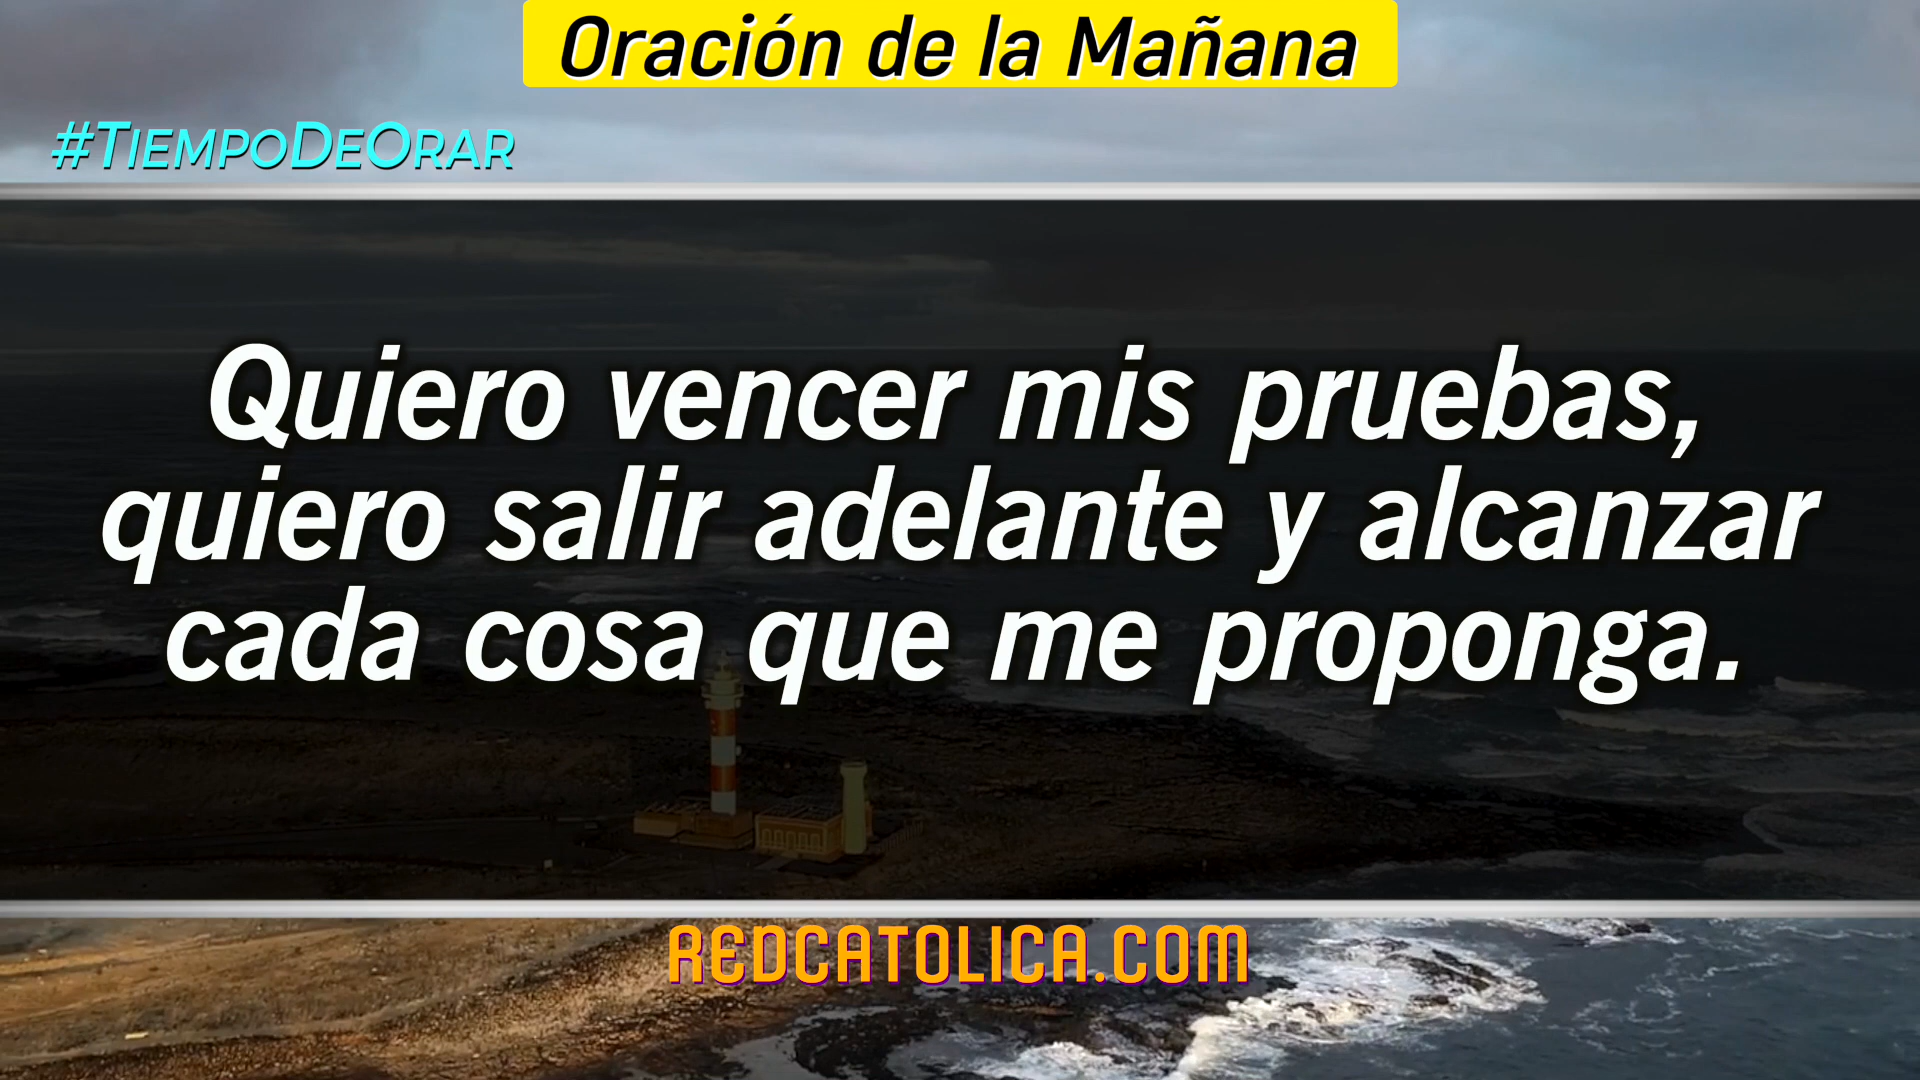 Oración de la Mañana
#TiempoDeOrar
Quiero vencer mis pruebas,
quiero salir adelante y alcanzar
cada cosa que me proponga.
REDCATOLICA.COM